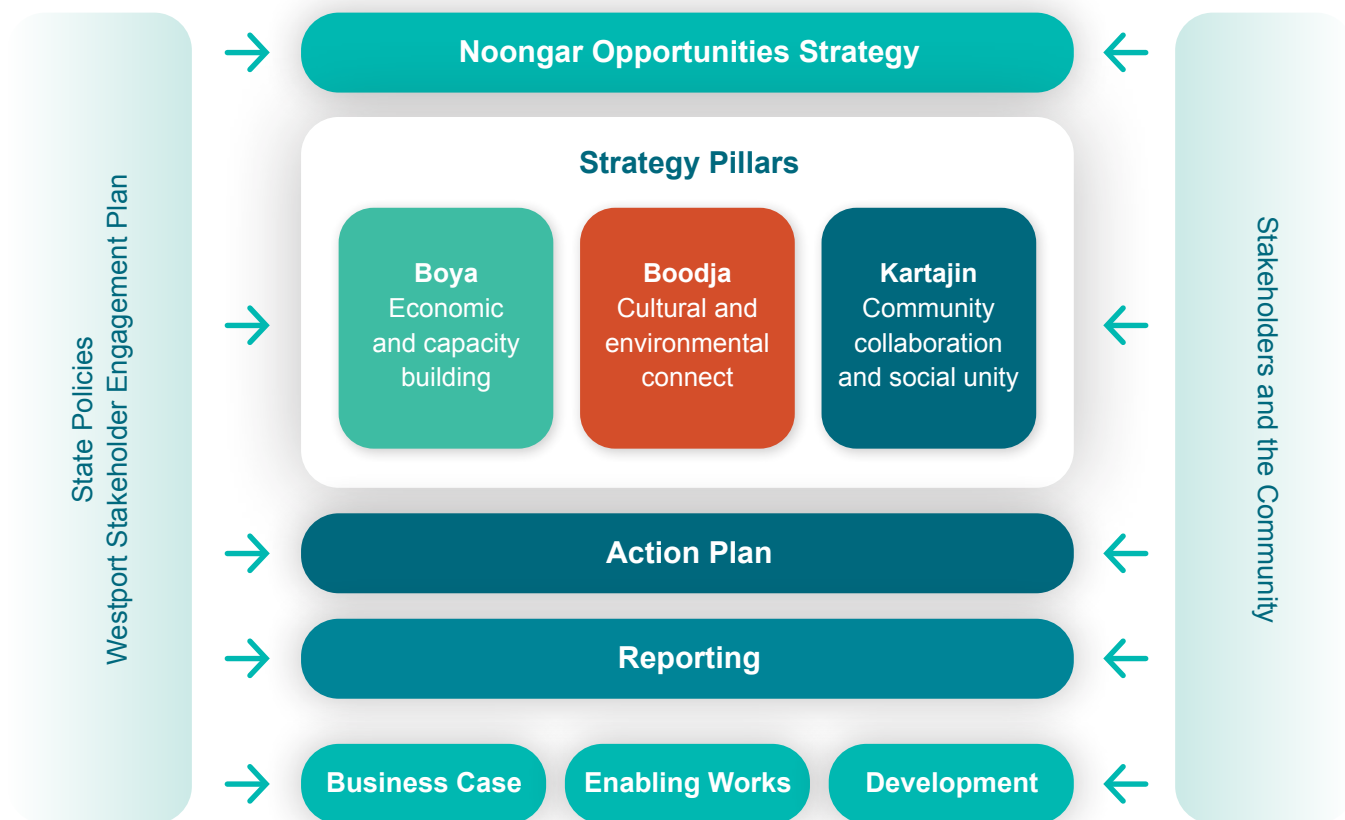 State Policies
Westport Stakeholder Engagement Plan
Noongar Opportunities Strategy
Strategy Pillars
Boya
Economic
and capacity
building
Boodja
Cultural and
environmental
connect
Kartajin
Community
collaboration
and social unity
Action Plan
Reporting
Business Case
Enabling Works
Development
Stakeholders and the Community